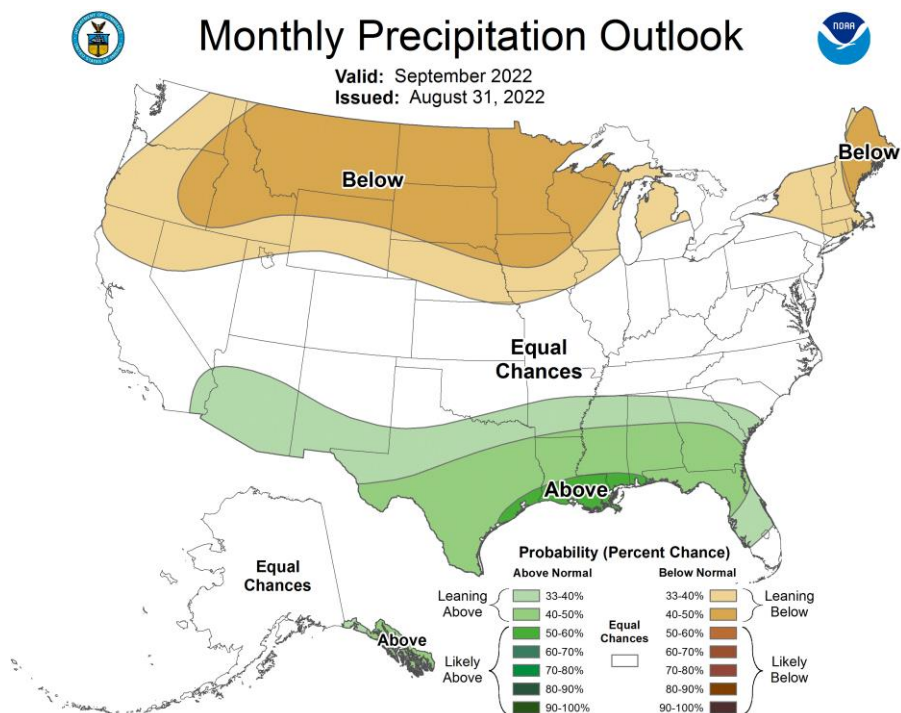 Monthly Precipitation Outlook
NOAA
Valid: September 2022
Issued: August 31, 2022
Below
Below
Equal
Chances
Above
Equal
Chances
Above
Probability (Percent Chance)
Above Normal
Below Normal
Leaning
Above
33-40%
40-50%
Likely
Above
50-60%
60-70%
70-80%
80-90%
90-100%
Equal
Chances
33-40%
40-50%
Leaning
Below
50-60%
60-70%
70-80%
80-90%
90-100%
Likely
Below